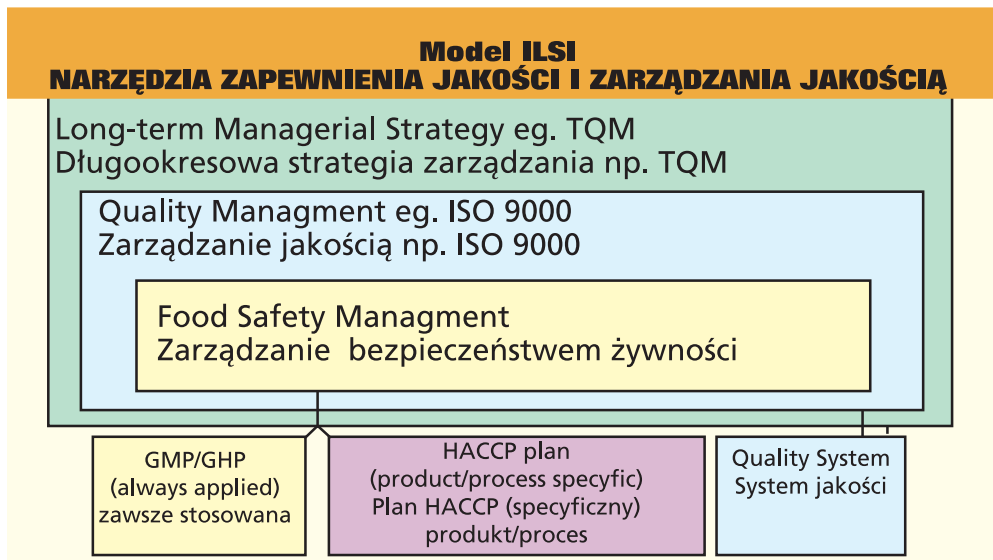 Model ILSI
NARZĘDZIA ZAPEWNIENIA JAKOŚCI I ZARZĄDZANIA JAKOŚCIĄ
Long-term Managerial Strategy eg. TQM
Długookresowa strategia zarządzania np. TQM
Quality Managment eg. ISO 9000
Zarządzanie jakością np. ISO 9000
Food Safety Managment
Zarządzanie bezpieczeństwem żywności
GMP/GHP
(always applied)
zawsze stosowana
HACCP plan
(product/process specyfic)
Plan HACCP (specyficzny)
produkt/proces
Quality System
System jakości